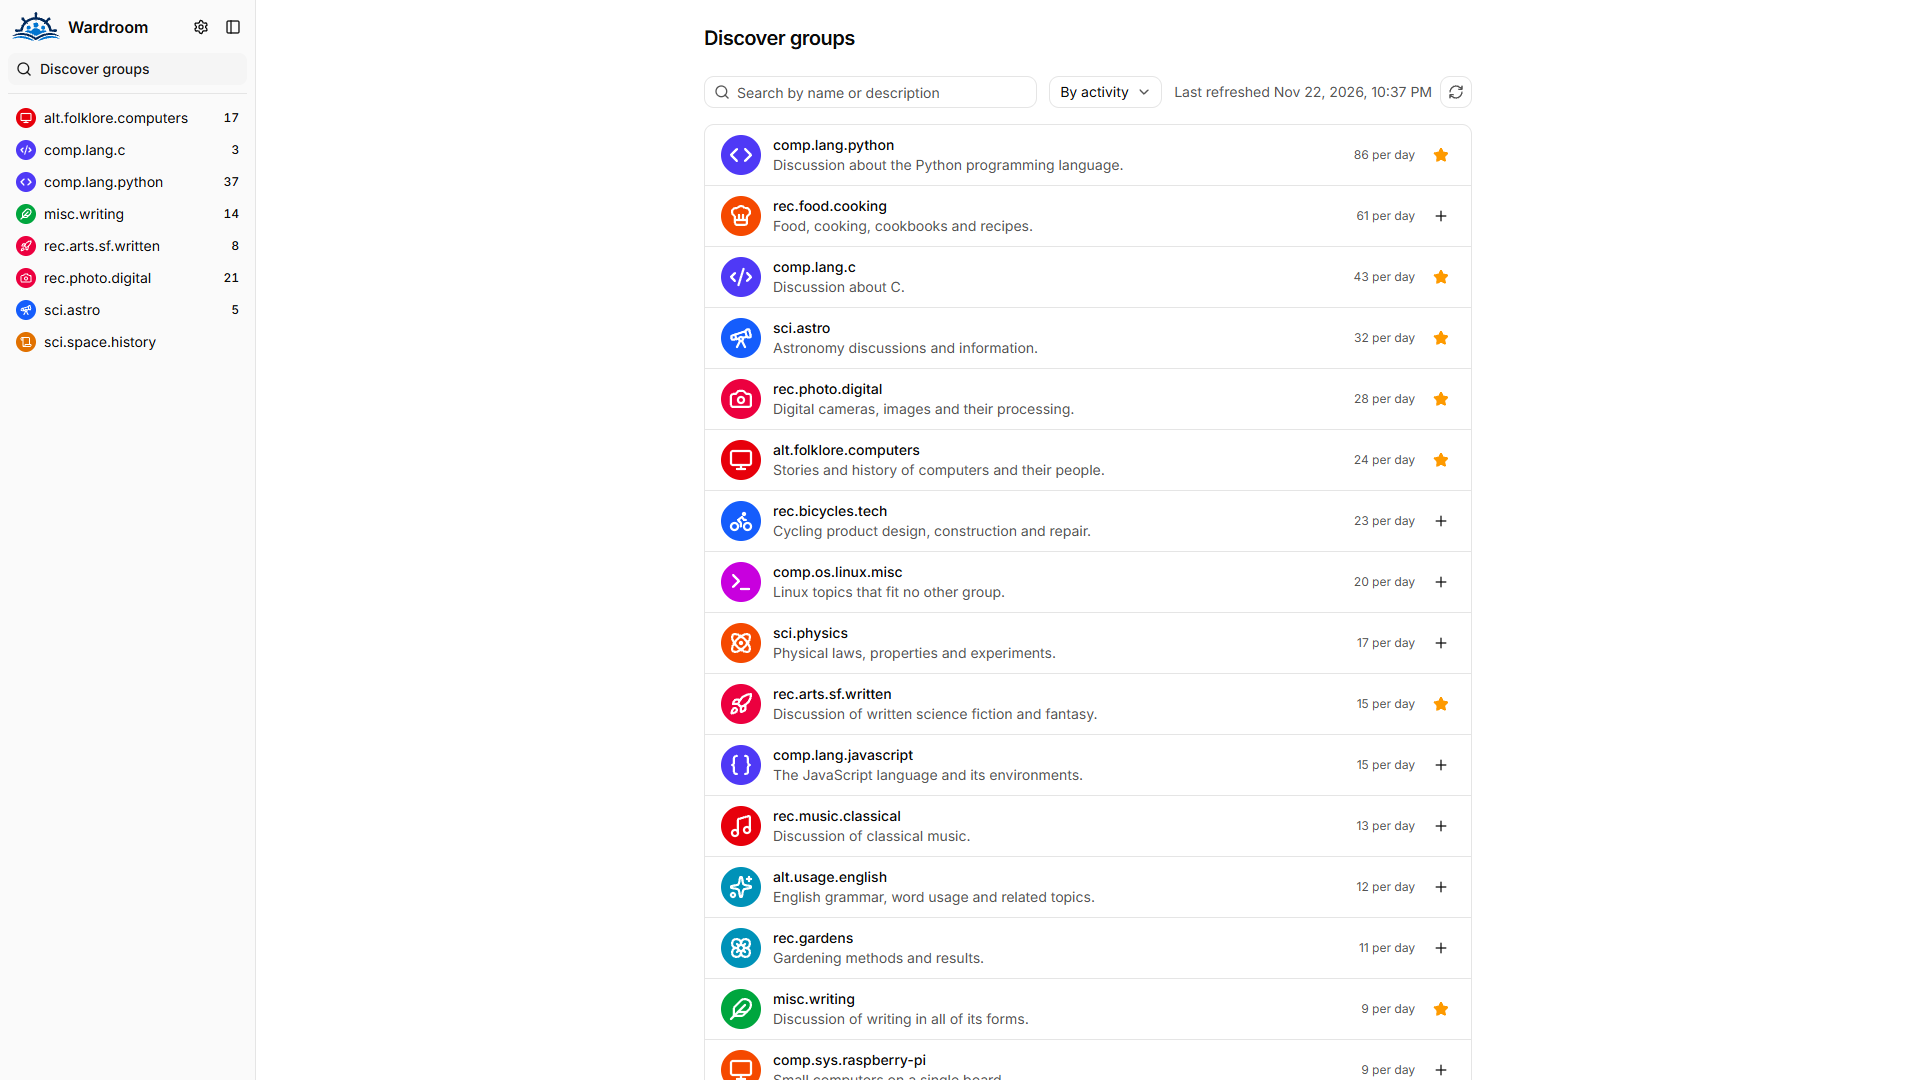 Wardroom
Discover groups
alt.folklore.computers 17
comp.lang.c 3
comp.lang.python 37
misc.writing 14
rec.arts.sf.written 8
rec.photo.digital 21
sci.astro 5
sci.space.history
Discover groups
Search by name or description By activity Last refreshed Nov 22, 2026, 10:37 PM
comp.lang.python
Discussion about the Python programming language.
86 per day
rec.food.cooking
Food, cooking, cookbooks and recipes.
61 per day
comp.lang.c
Discussion about C.
43 per day
sci.astro
Astronomy discussions and information.
32 per day
rec.photo.digital
Digital cameras, images and their processing.
28 per day
alt.folklore.computers
Stories and history of computers and their people.
24 per day
rec.bicycles.tech
Cycling product design, construction and repair.
23 per day
comp.os.linux.misc
Linux topics that fit no other group.
20 per day
sci.physics
Physical laws, properties and experiments.
17 per day
rec.arts.sf.written
Discussion of written science fiction and fantasy.
15 per day
comp.lang.javascript
The JavaScript language and its environments.
15 per day
rec.music.classical
Discussion of classical music.
13 per day
alt.usage.english
English grammar, word usage and related topics.
12 per day
rec.gardens
Gardening methods and results.
11 per day
misc.writing
Discussion of writing in all of its forms.
9 per day
comp.sys.raspberry-pi
Small computers on a single board.
9 per day